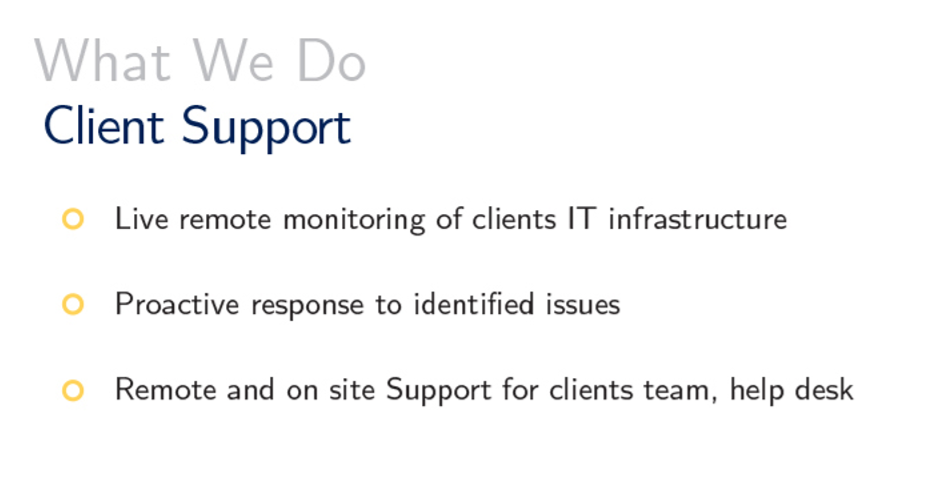 What We Do
Client Support
Live remote monitoring of clients IT infrastructure
Proactive response to identified issues
Remote and on site Support for clients team, help desk